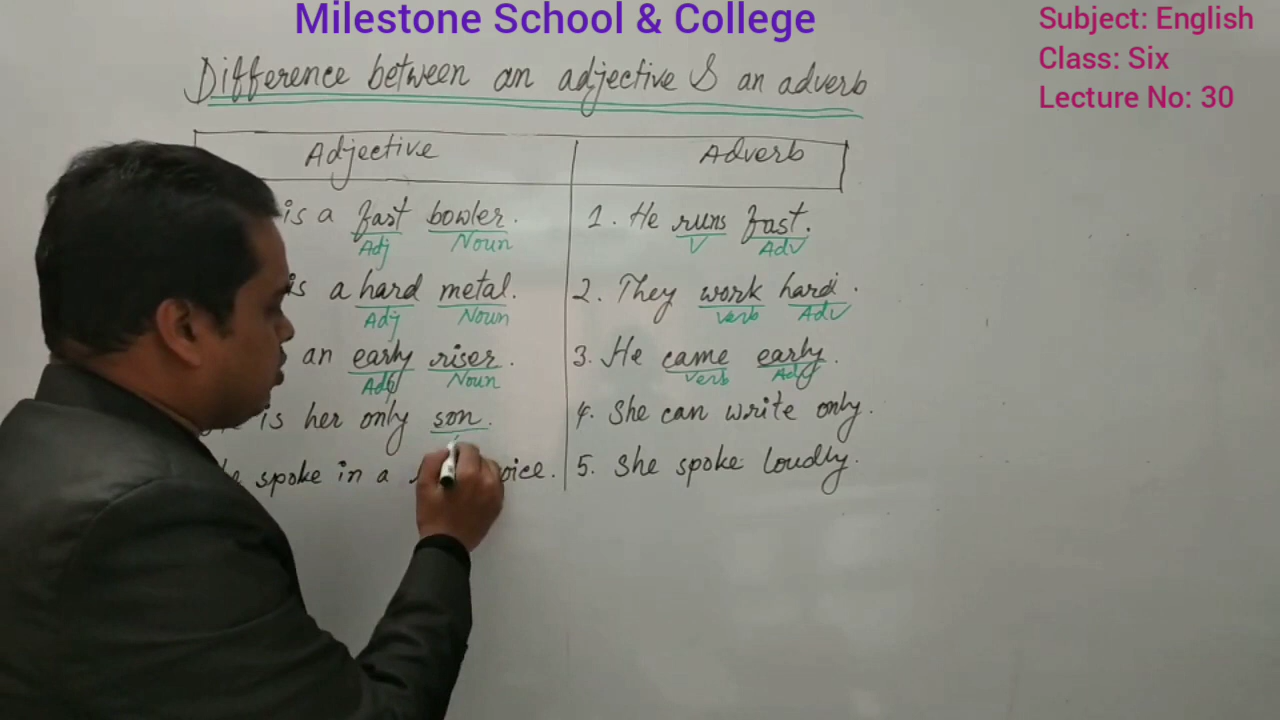 Milestone School & College
Subject: English
Class: Six
Lecture No: 30
Difference between an adjective & an adverb
Adjective
Adverb
is a fast bowler.
Adj Noun
is a hard metal.
Adj Noun
an early riser.
Adj Noun
is her only son.
spoke in a
1. He runs fast.
V Adv
2. They work hard.
Verb Adv
3. He came early.
Verb Adv
4. She can write only.
5. She spoke loudly.